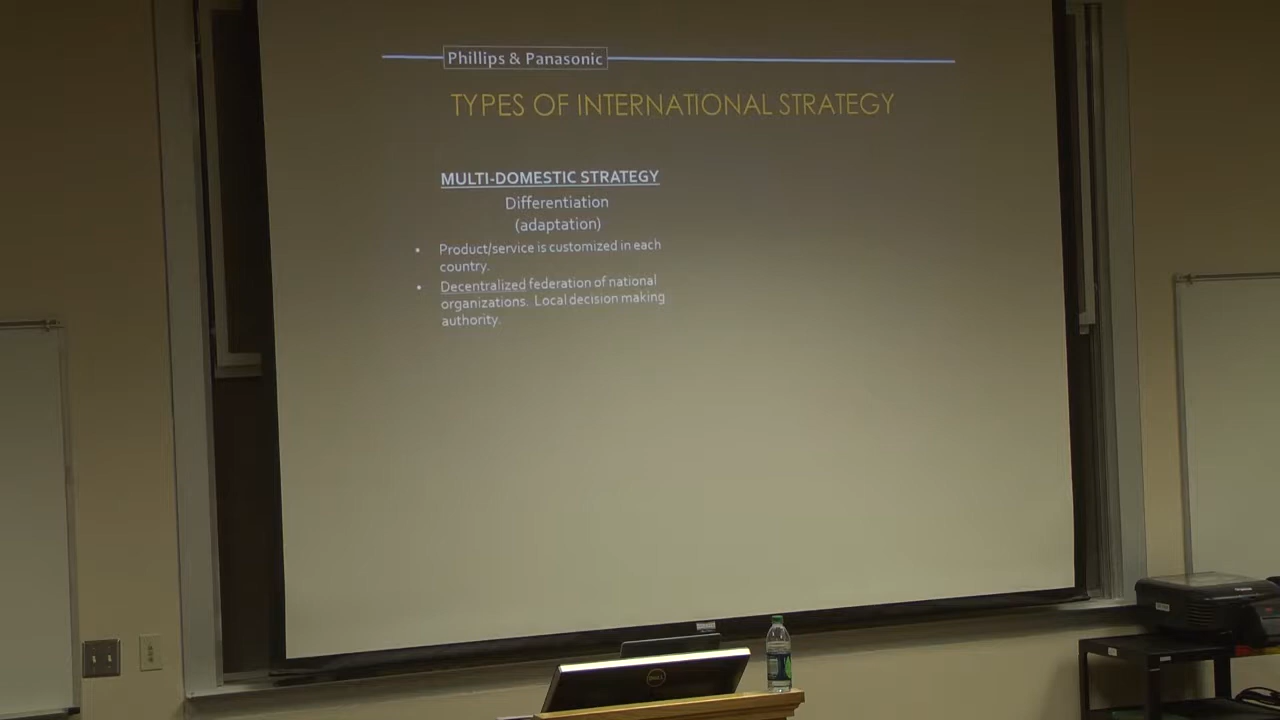 Phillips & Panasonic
TYPES OF INTERNATIONAL STRATEGY
MULTI-DOMESTIC STRATEGY
Differentiation
(adaptation)
• Product/service is customized in each
country.
• Decentralized federation of national
organizations. Local decision making
authority.
DELL